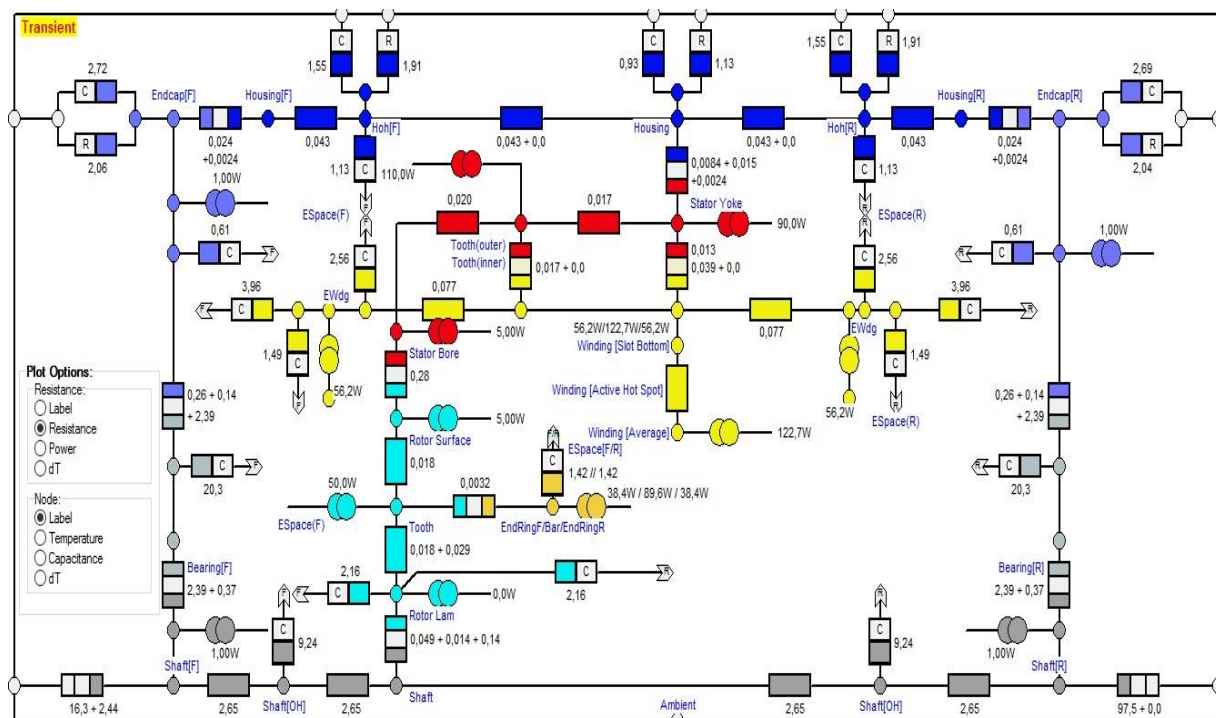 Transient
C
R
1,55
1,91
C
R
0,93
1,13
C
R
1,55
1,91
2,72
C
R
2,06
Endcap[F]
Housing[F]
0,024
+0,0024
0,043
Hoh[F]
0,043 + 0,0
Housing
0,043 + 0,0
Hoh[R]
0,043
Housing[R]
0,024
+0,0024
Endcap[R]
2,69
C
R
2,04
1,00W
1,13
C
110,0W
0,0084 + 0,015
+0,0024
1,13
C
ESpace(F)
F
F
0,020
0,017
Stator Yoke
90,0W
R
R
ESpace(R)
1,00W
0,61
C
F
C
2,56
Tooth(outer)
Tooth(inner)
0,017 + 0,0
0,013
0,039 + 0,0
C
2,56
0,61
R
C
3,96
F
C
EWdg
0,077
0,077
EWdg
3,96
C
R
1,49
C
F
56,2W
5,00W
Stator Bore
0,28
56,2W/122,7W/56,2W
Winding [Slot Bottom]
Winding [Active Hot Spot]
Winding [Average]
122,7W
56,2W
1,49
C
R
ESpace(R)
Plot Options:
Resistance:
Label
Resistance
Power
dT
Node:
Label
Temperature
Capacitance
dT
0,26 + 0,14
+ 2,39
5,00W
Rotor Surface
0,018
0,26 + 0,14
+ 2,39
C
F
20,3
F/R
ESpace[F/R]
C
1,42 // 1,42
R
C
20,3
50,0W
0,0032
38,4W / 89,6W / 38,4W
ESpace(F)
Tooth
EndRingF/Bar/EndRingR
0,018 + 0,029
Bearing[F]
2,39 + 0,37
F
2,16
F
C
C
R
2,16
0,0W
Rotor Lam
R
Bearing[R]
2,39 + 0,37
1,00W
C
9,24
0,049 + 0,014 + 0,14
C
9,24
1,00W
Shaft[F]
Shaft[R]
16,3 + 2,44
2,65
Shaft[OH]
2,65
Shaft
Ambient
2,65
Shaft[OH]
2,65
97,5 + 0,0